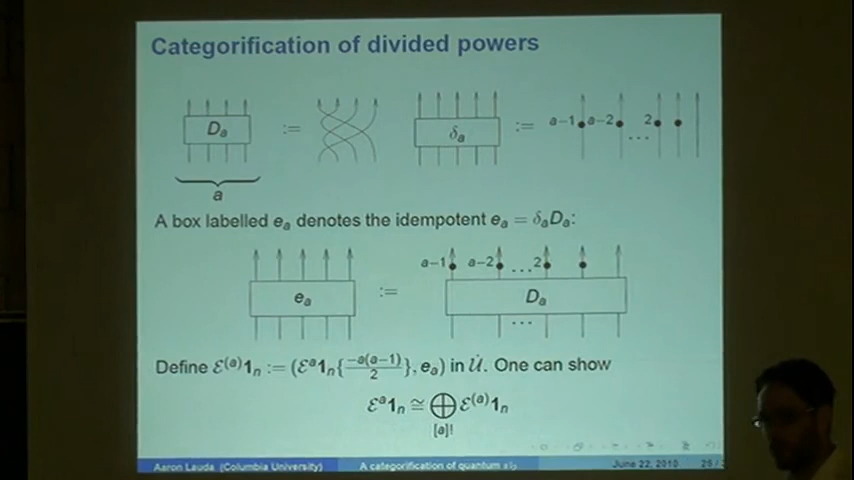 Categorification of divided powers
D_a := δ_a := a−1 a−2 2 ...
a
A box labelled e_a denotes the idempotent e_a = δ_a D_a:
a−1 a−2 ... 2
e_a := D_a
...
Define ℰ^(a)1_n := (ℰ^a 1_n{−a(a−1)/2}, e_a) in 𝒰̇. One can show
ℰ^a 1_n ≅ ⊕_{[a]!} ℰ^(a) 1_n
Aaron Lauda (Columbia University) A categorification of quantum sl_2 June 22, 2010 25 /